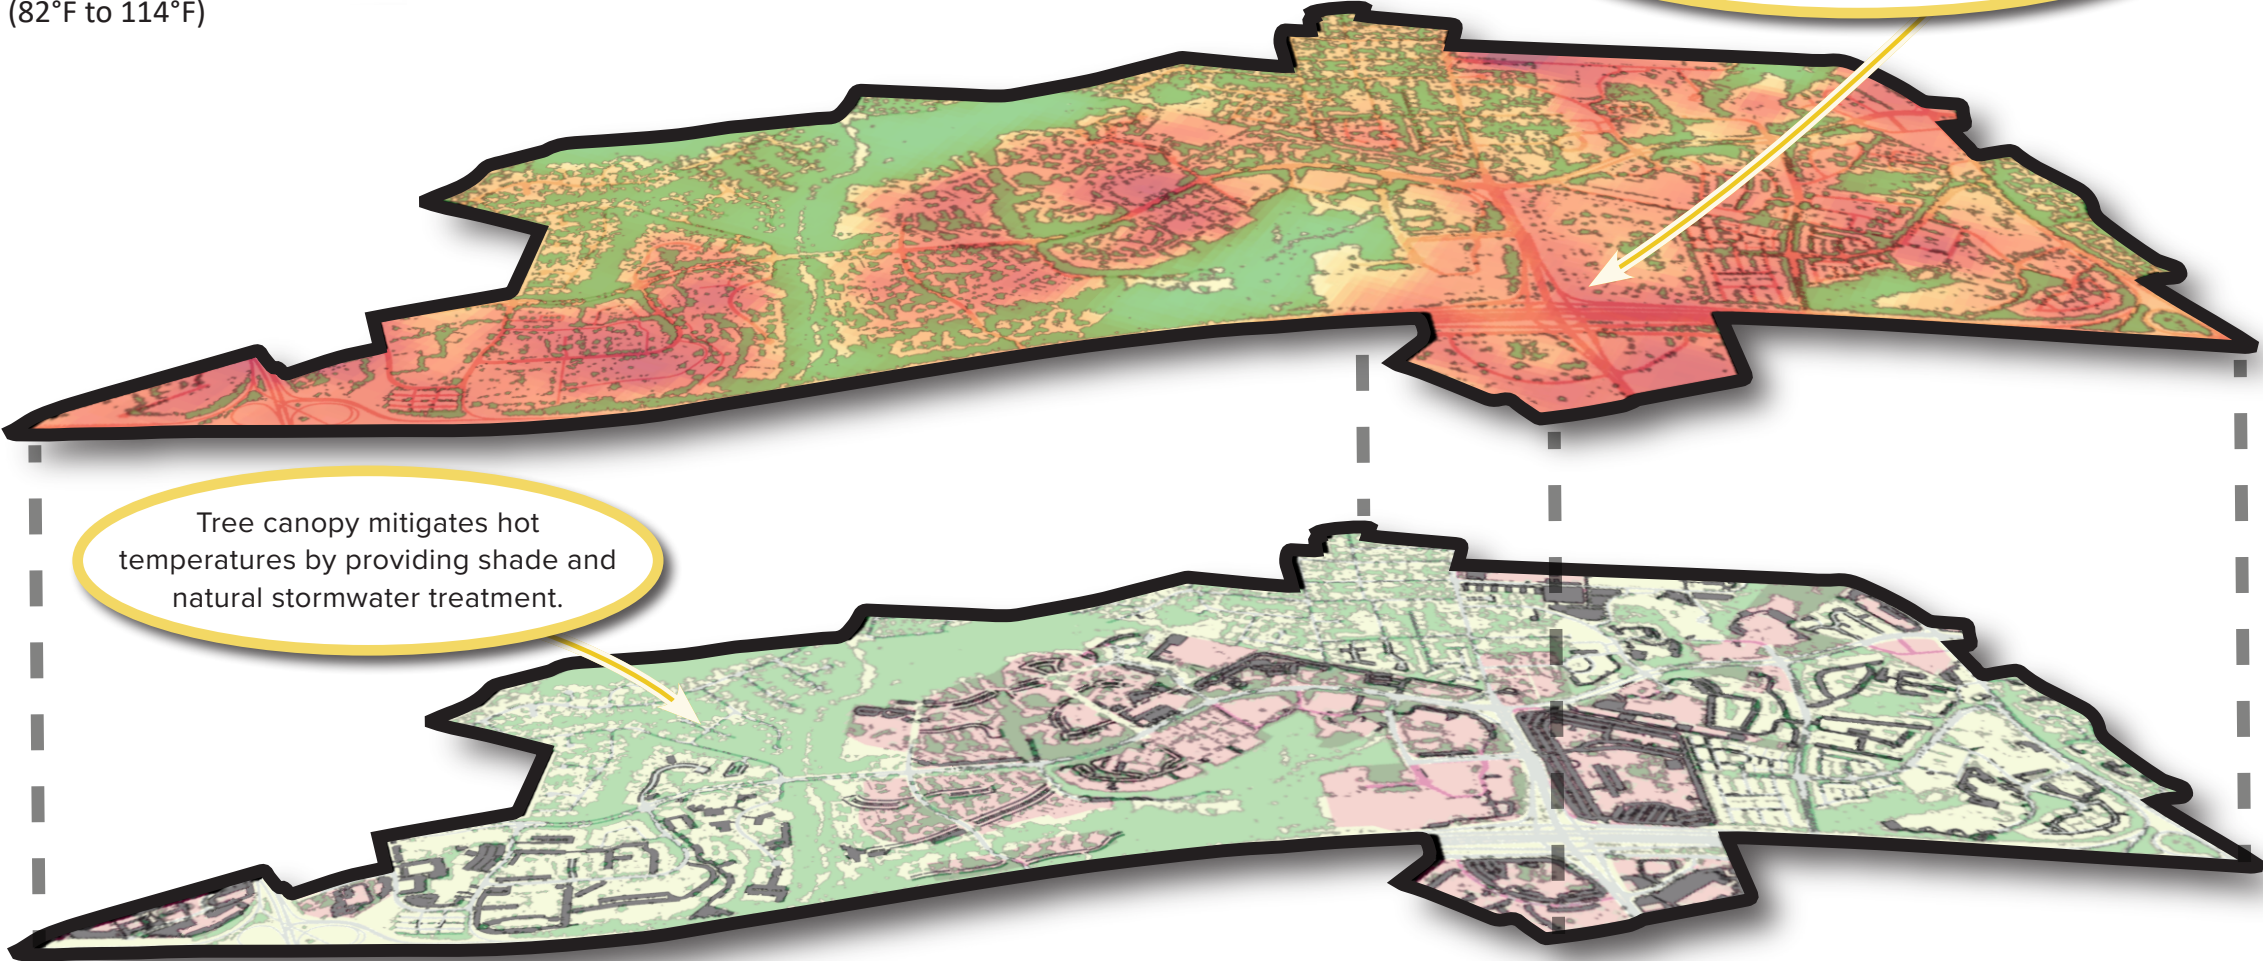 (82°F to 114°F)
Tree canopy mitigates hot
temperatures by providing shade and
natural stormwater treatment.